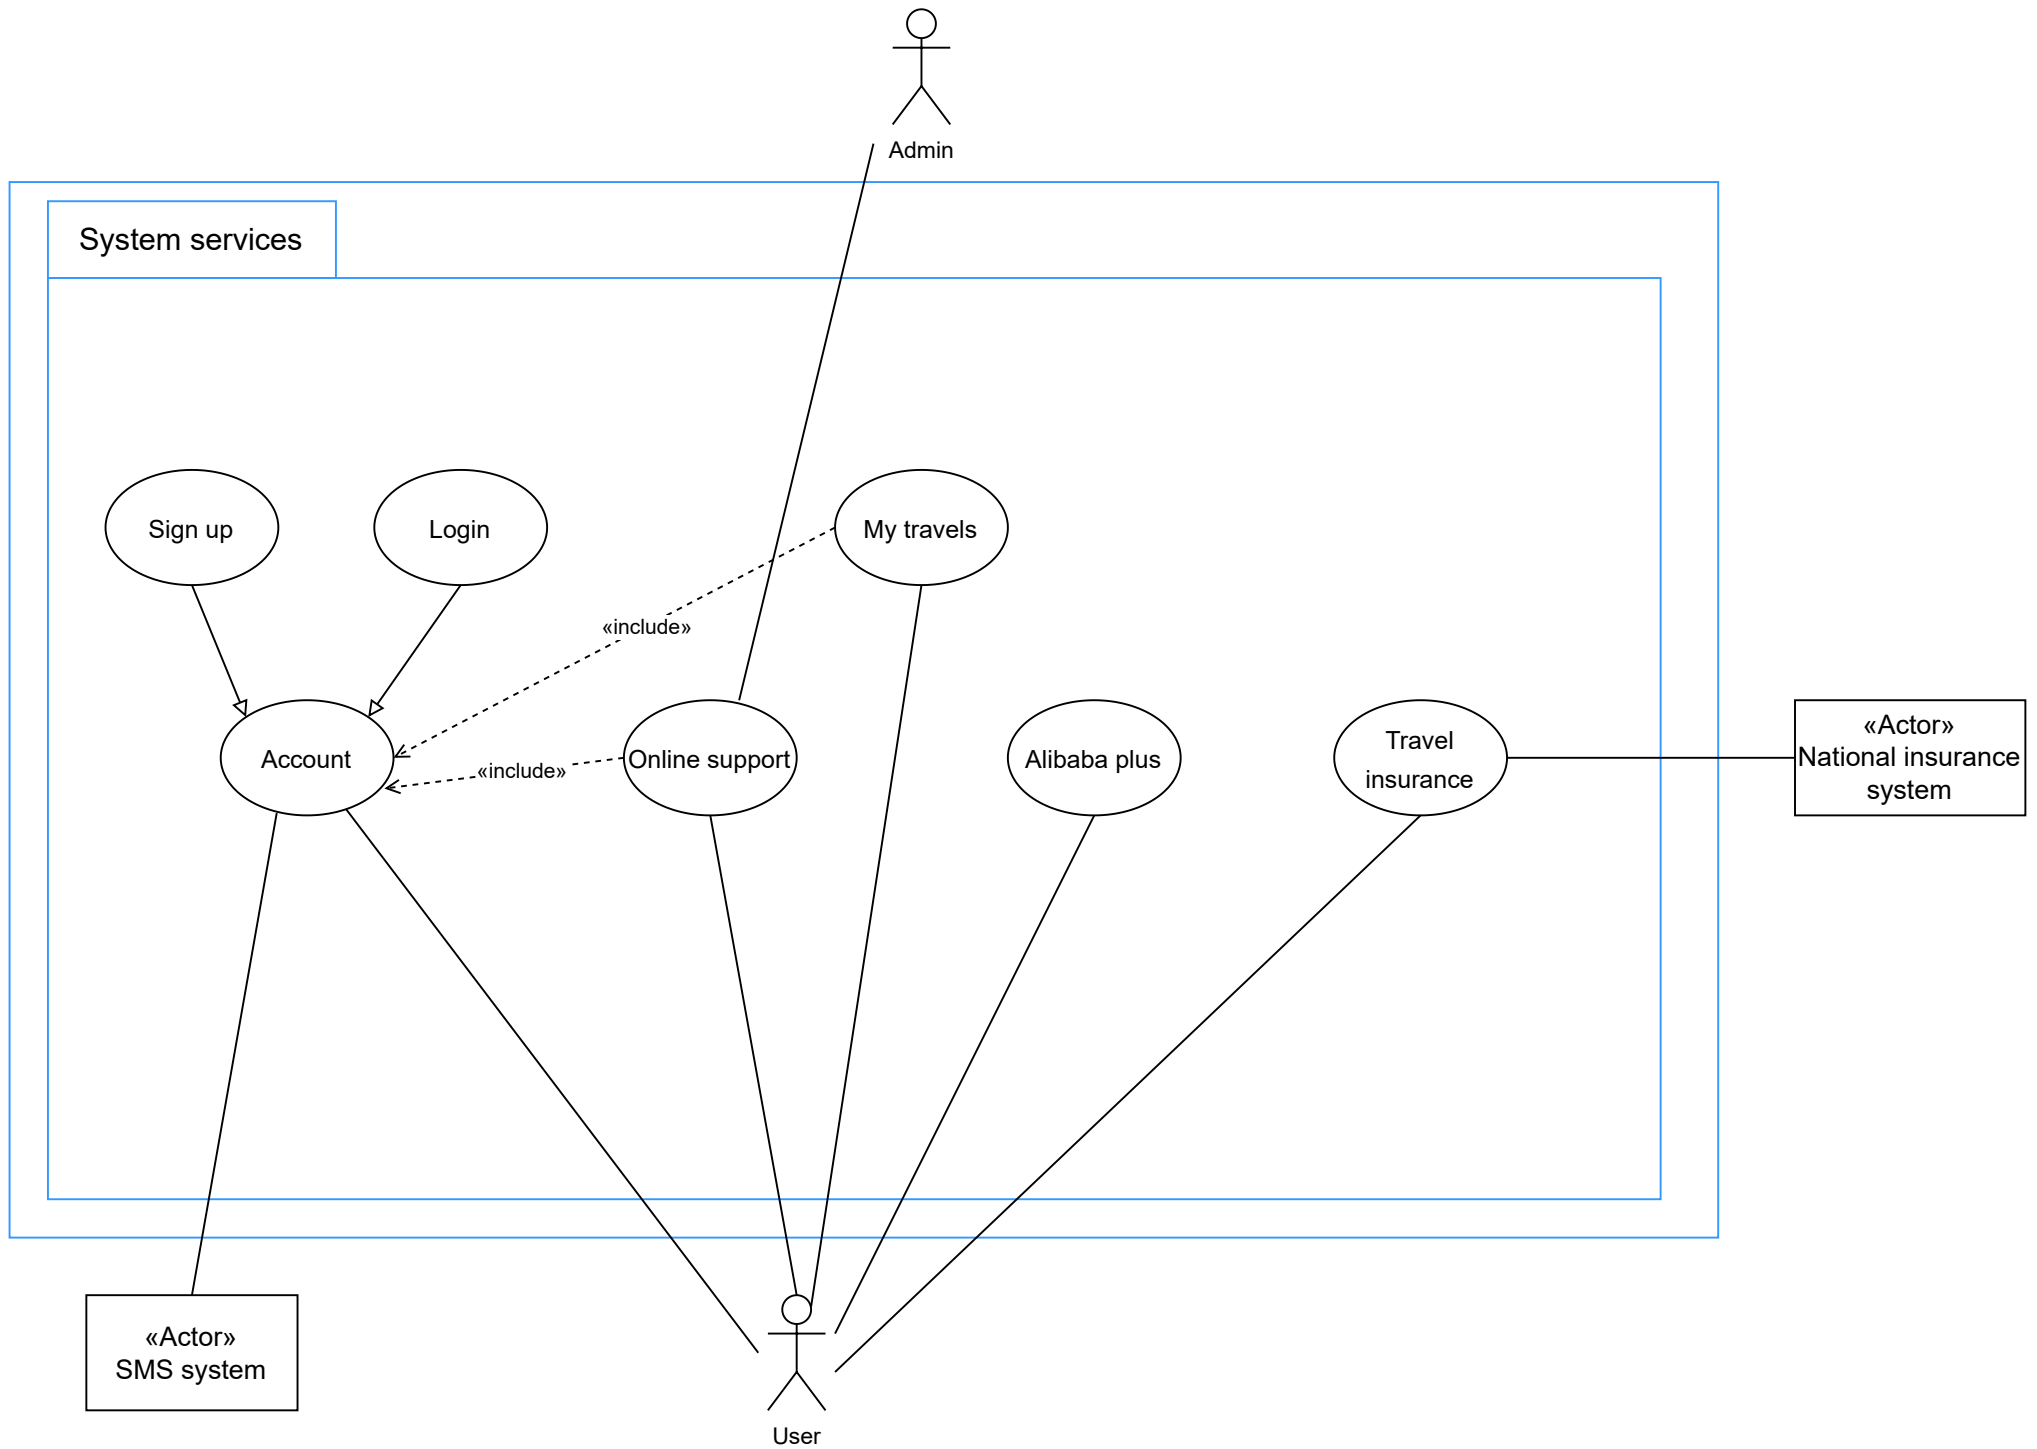 Admin
System services
Sign up
Login
My travels
«include»
Account
«include»
Online support
Alibaba plus
Travel
insurance
«Actor»
National insurance
system
«Actor»
SMS system
User